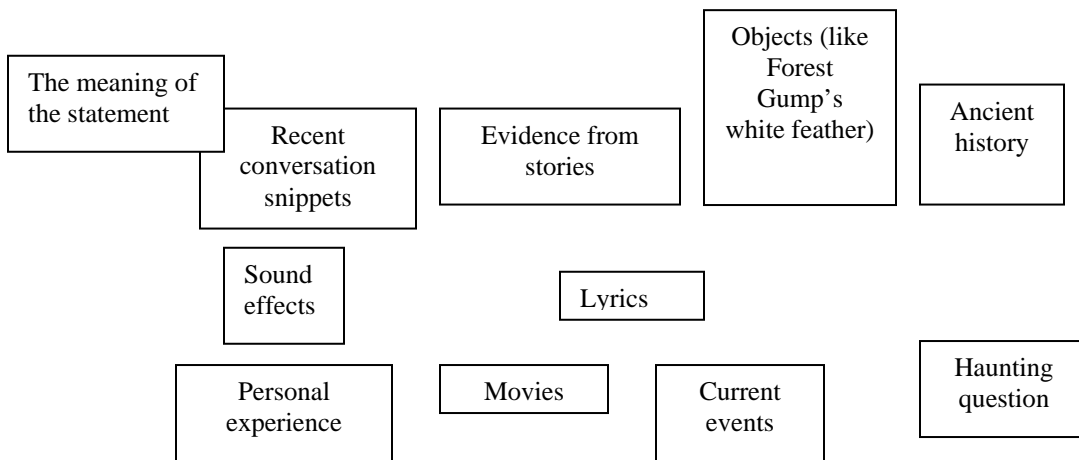 The meaning of
the statement
Recent
conversation
snippets
Evidence from
stories
Objects (like
Forest
Gump’s
white feather)
Ancient
history
Sound
effects
Lyrics
Personal
experience
Movies
Current
events
Haunting
question